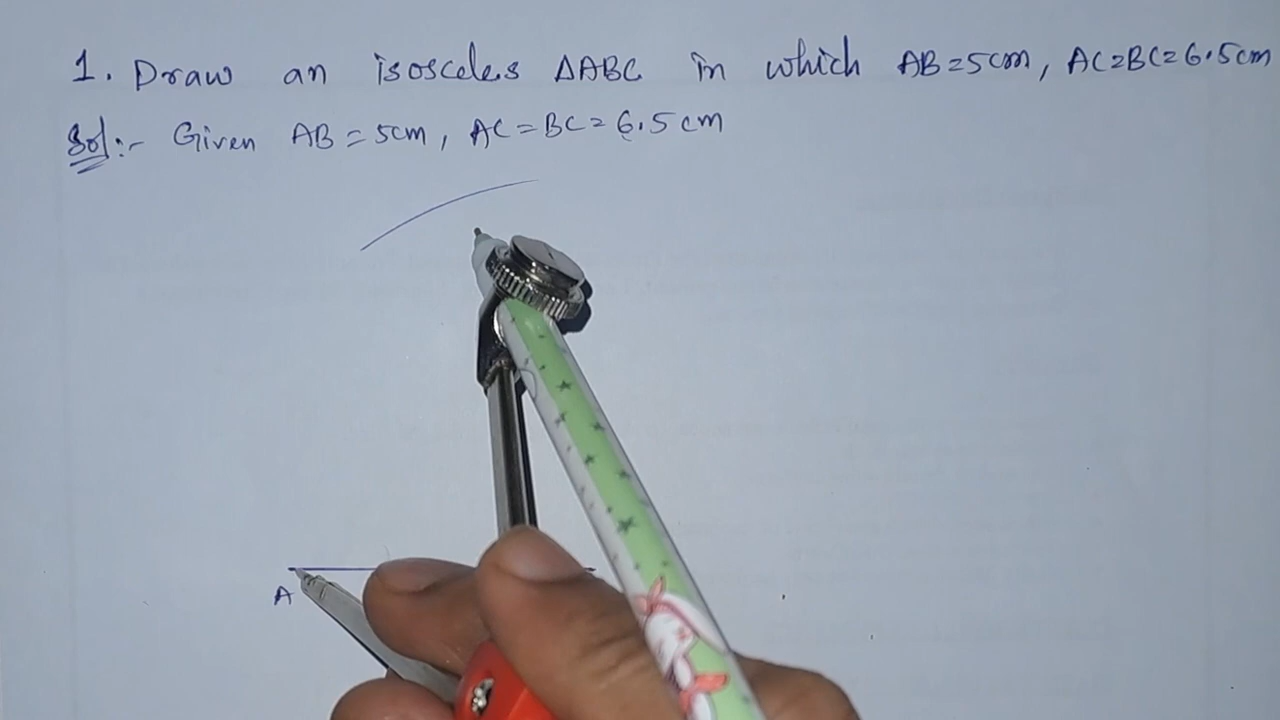 1. Draw an isosceles ΔABC in which AB=5cm, AC=BC=6.5cm
Sol:- Given AB=5cm, AC=BC=6.5cm
A